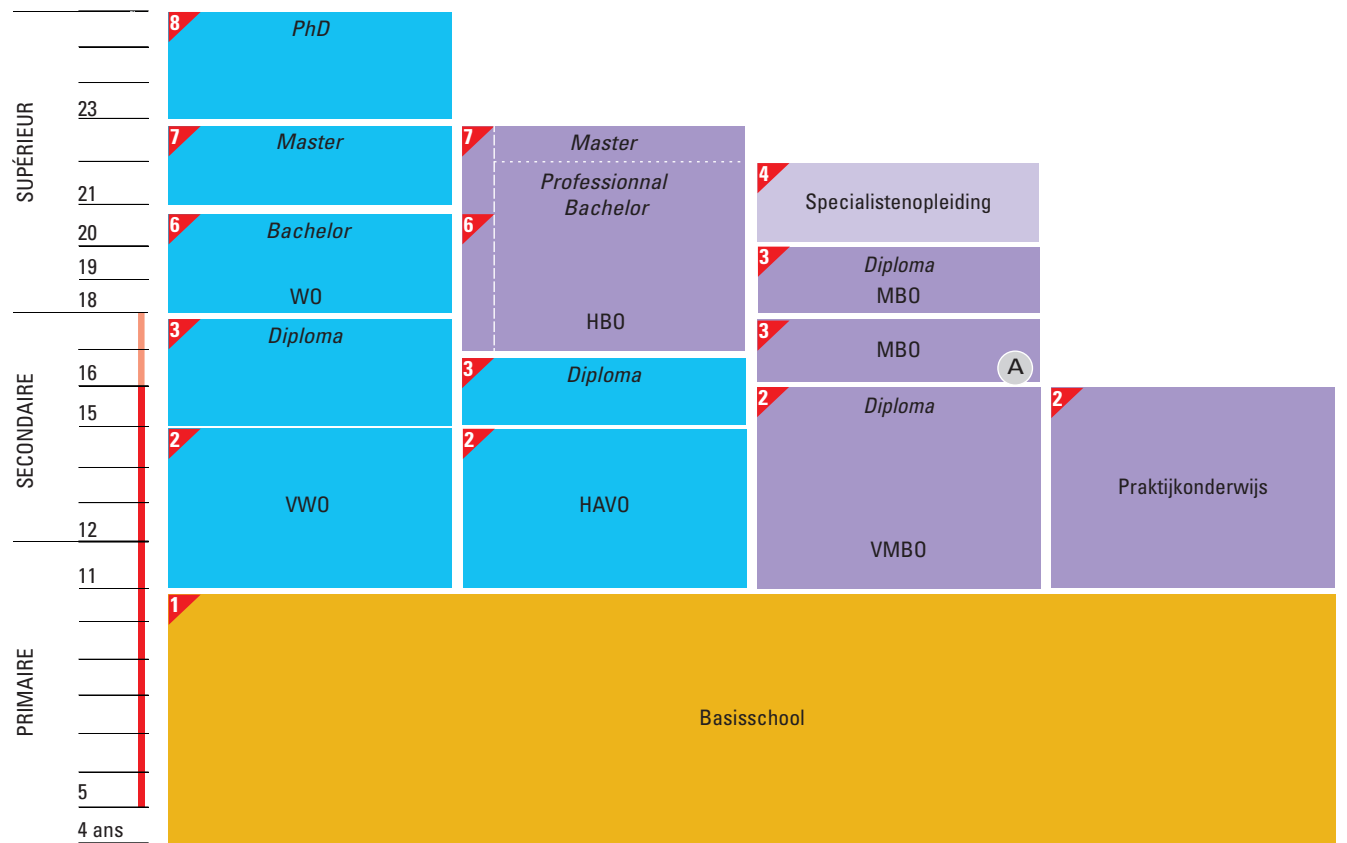 8
PhD
SUPÉRIEUR
23
7
Master
7
Master
4
Specialistenopleiding
Professionnal
Bachelor
21
6
Bachelor
6
20
3
Diploma
MBO
19
WO
18
HBO
3
Diploma
3
MBO
A
SECONDAIRE
16
3
Diploma
2
Diploma
2
15
2
VWO
2
HAVO
Praktijkonderwijs
12
VMBO
11
1
PRIMAIRE
Basisschool
5
4 ans